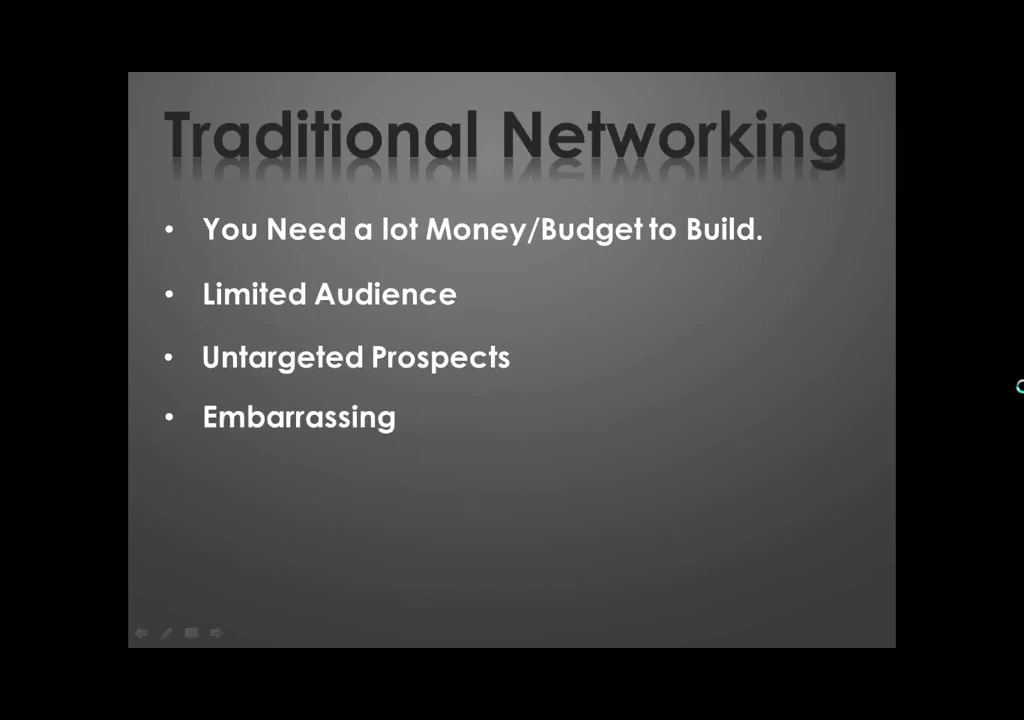 Traditional Networking
• You Need a lot Money/Budget to Build.
• Limited Audience
• Untargeted Prospects
• Embarrassing